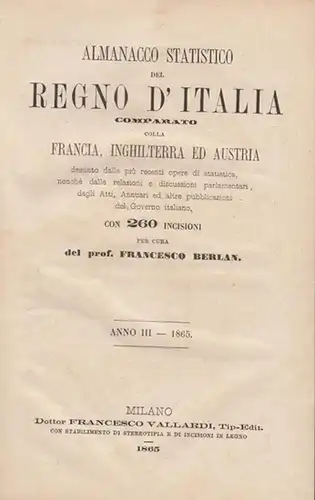 ALMANACCO STATISTICO
DEL
REGNO D'ITALIA
COMPARATO
COLLA
FRANCIA, INGHILTERRA ED AUSTRIA
desunto dalle più recenti opere di statistica,
nonchè dalle relazioni e discussioni parlamentari,
dagli Atti, Annuari ed altre pubblicazioni
del Governo italiano,
CON 260 INCISIONI
PER CURA
del prof. FRANCESCO BERLAN.
ANNO III — 1865.
MILANO
Dottor FRANCESCO VALLARDI, Tip-Edit.
CON STABILIMENTO DI STEREOTIPIA E DI INCISIONI IN LEGNO
1865